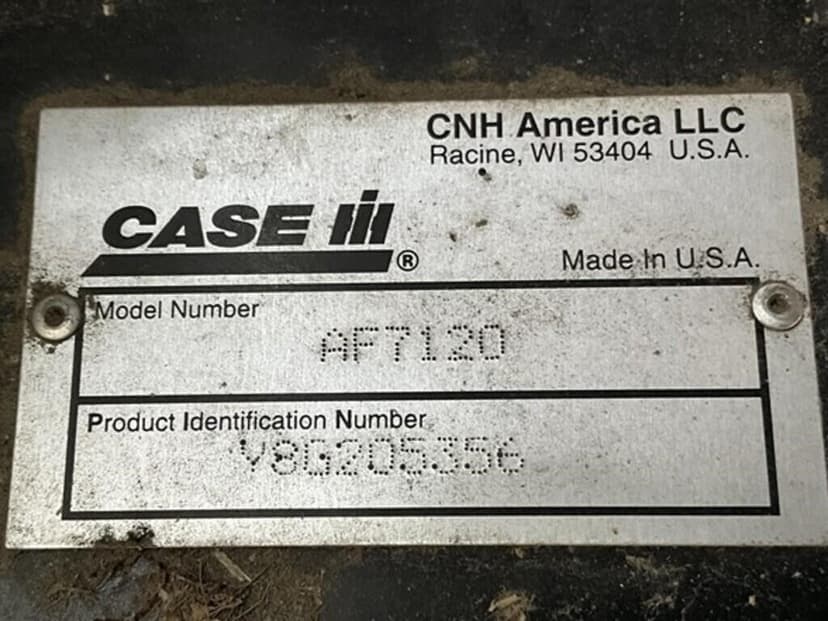 CNH America LLC
Racine, WI 53404 U.S.A.
CASE IH®
Made In U.S.A.
Model Number
AF7120
Product Identification Number
Y8G205356